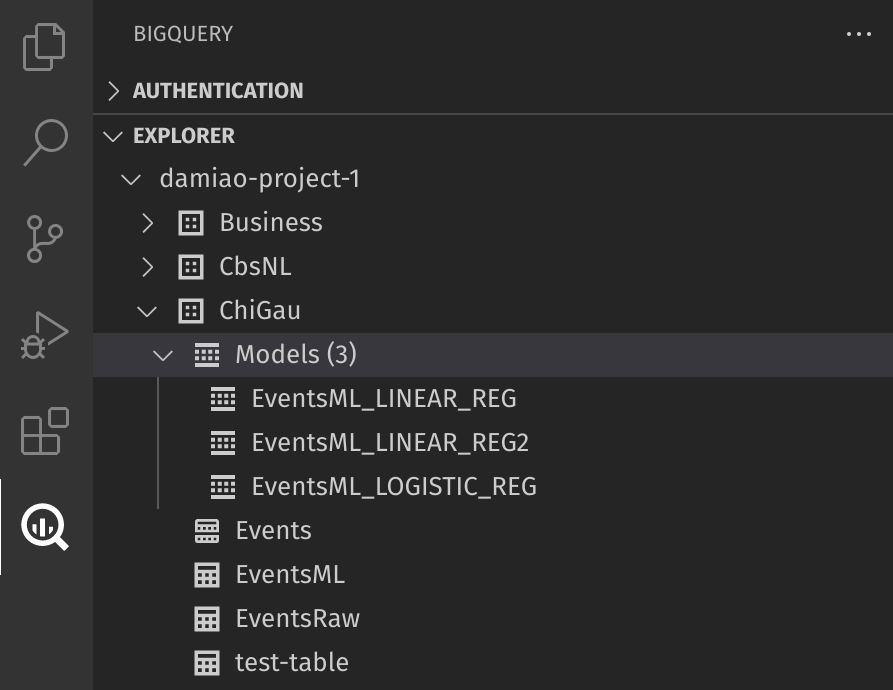 BIGQUERY
AUTHENTICATION
EXPLORER
damiao-project-1
Business
CbsNL
ChiGau
Models (3)
EventsML_LINEAR_REG
EventsML_LINEAR_REG2
EventsML_LOGISTIC_REG
Events
EventsML
EventsRaw
test-table